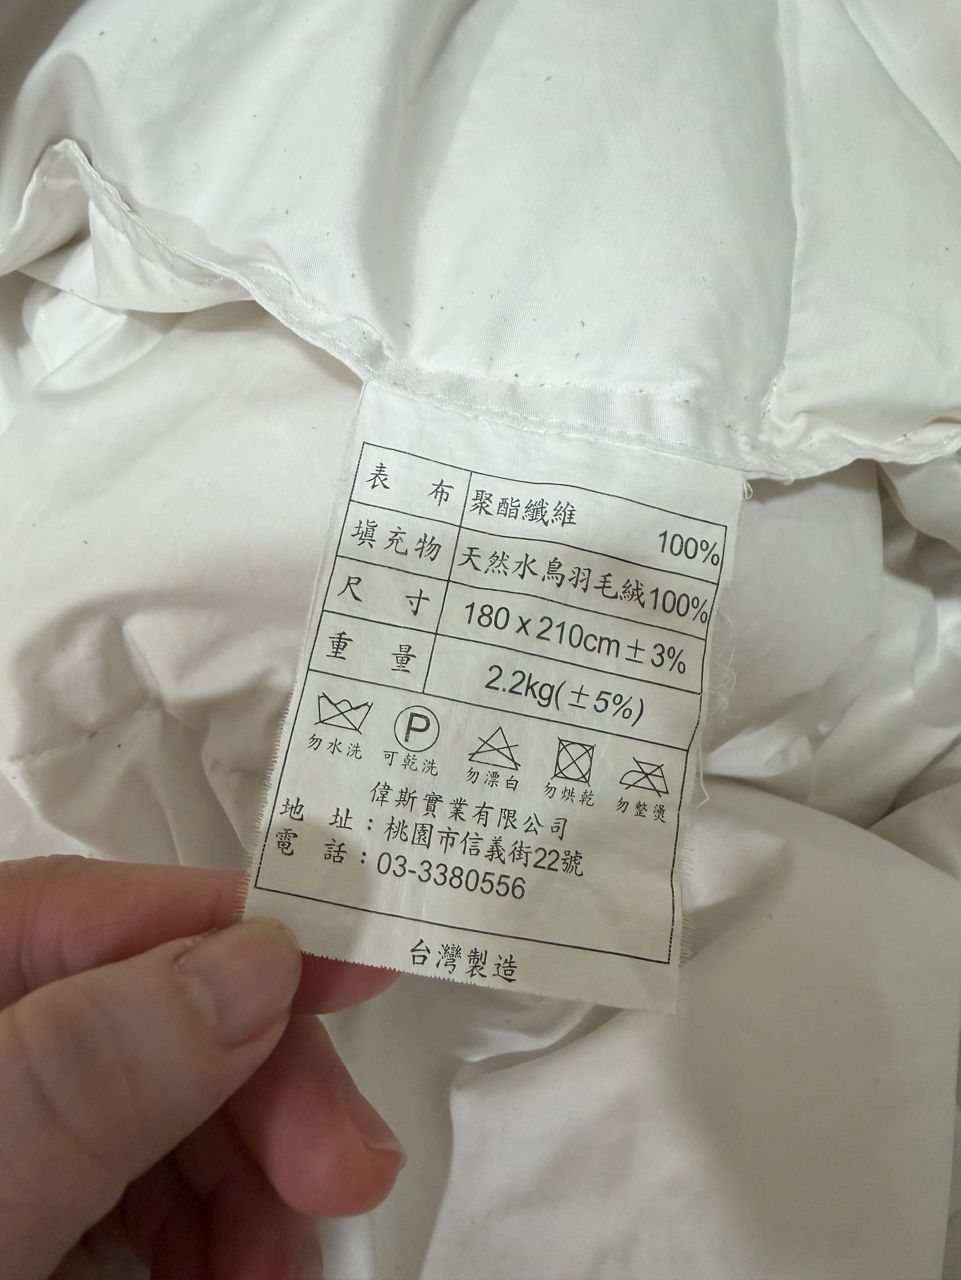 表 布 聚酯纖維 100%
填充物 天然水鳥羽毛絨100%
尺 寸 180 x 210cm±3%
重 量 2.2kg(±5%)
P
勿水洗 可乾洗 勿漂白 勿烘乾 勿整燙
偉斯實業有限公司
地 址：桃園市信義街22號
電 話：03-3380556
台灣製造